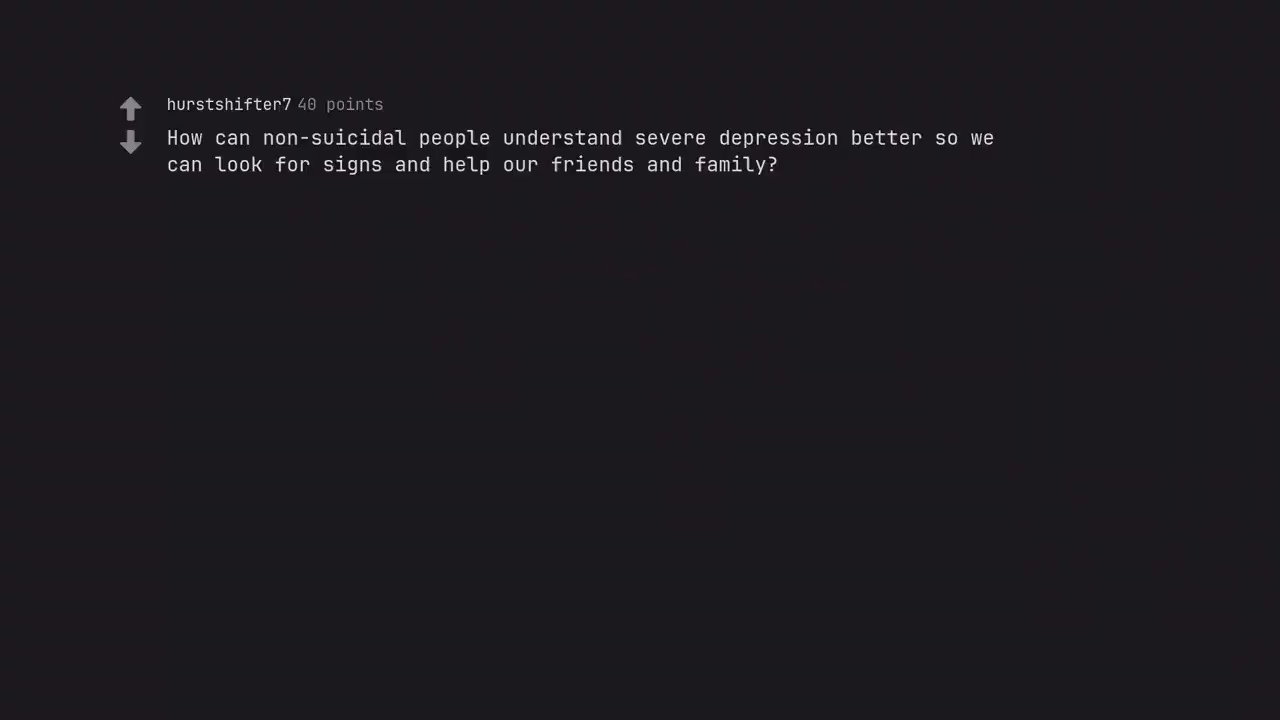 hurstshifter7 40 points
How can non-suicidal people understand severe depression better so we
can look for signs and help our friends and family?